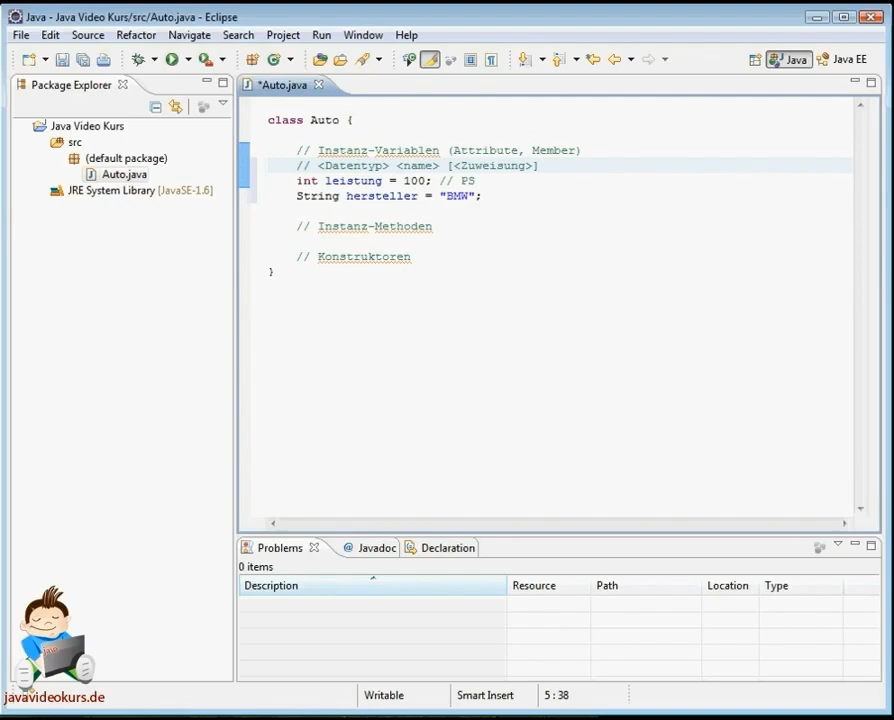 Java - Java Video Kurs/src/Auto.java - Eclipse
File Edit Source Refactor Navigate Search Project Run Window Help
Java Java EE
Package Explorer
*Auto.java
Java Video Kurs
src
(default package)
Auto.java
JRE System Library [JavaSE-1.6]
class Auto {
// Instanz-Variablen (Attribute, Member)
// <Datentyp> <name> [<Zuweisung>]
int leistung = 100; // PS
String hersteller = "BMW";
// Instanz-Methoden
// Konstruktoren
}
Problems @ Javadoc Declaration
0 items
Description Resource Path Location Type
javavideokurs.de
Writable Smart Insert 5 : 38